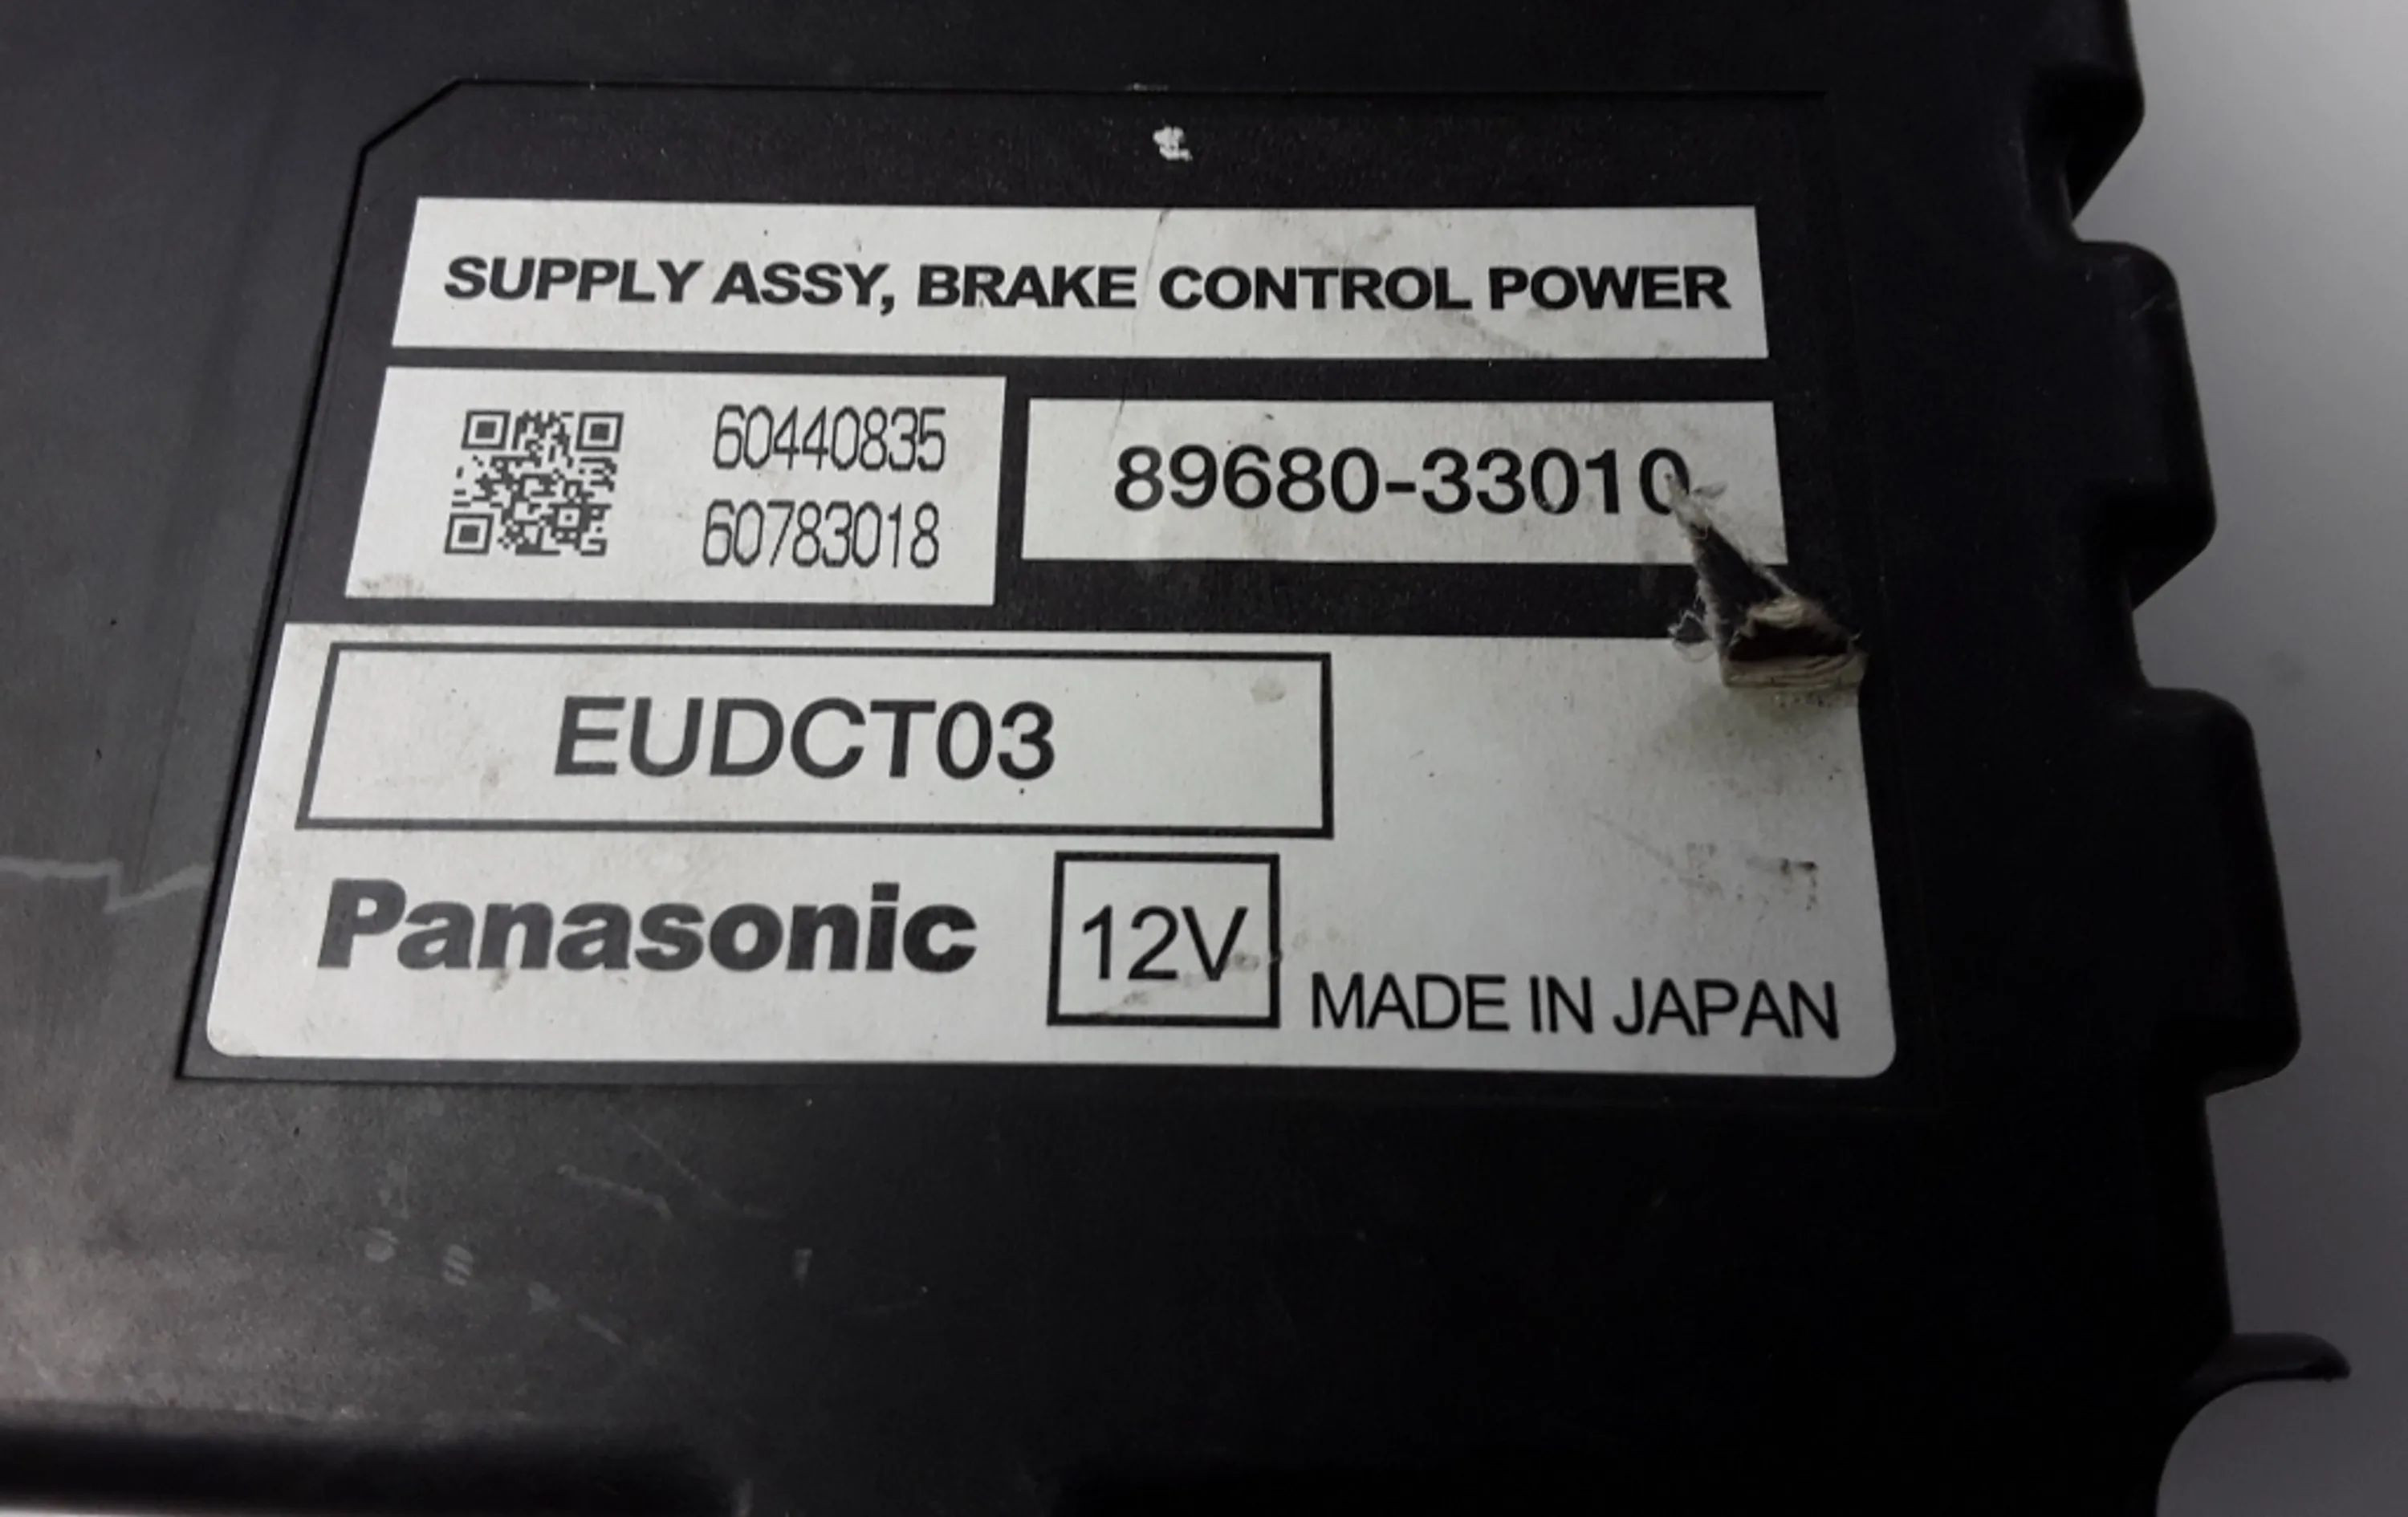 SUPPLY ASSY, BRAKE CONTROL POWER
60440835
60783018
89680-33010
EUDCT03
Panasonic
12V
MADE IN JAPAN